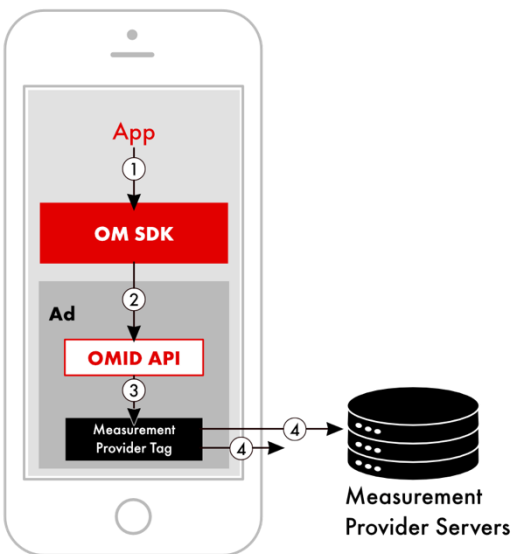 App
1
OM SDK
2
Ad
OMID API
3
Measurement
Provider Tag
4
4
Measurement
Provider Servers